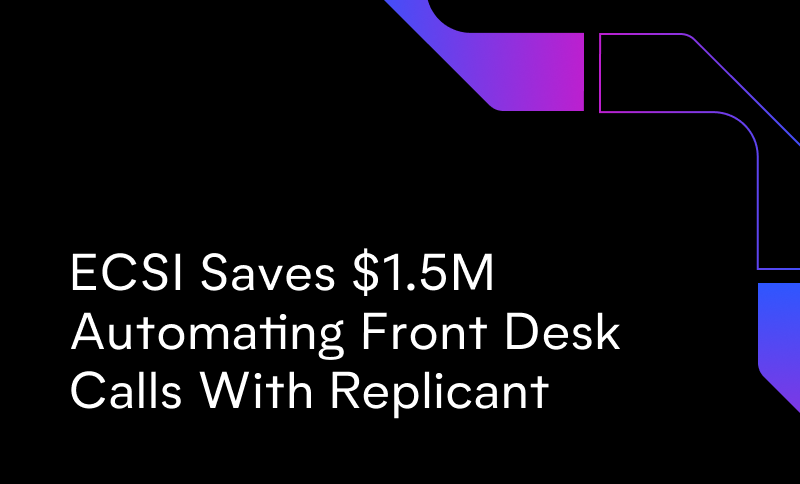 ECSI Saves $1.5M
Automating Front Desk
Calls With Replicant